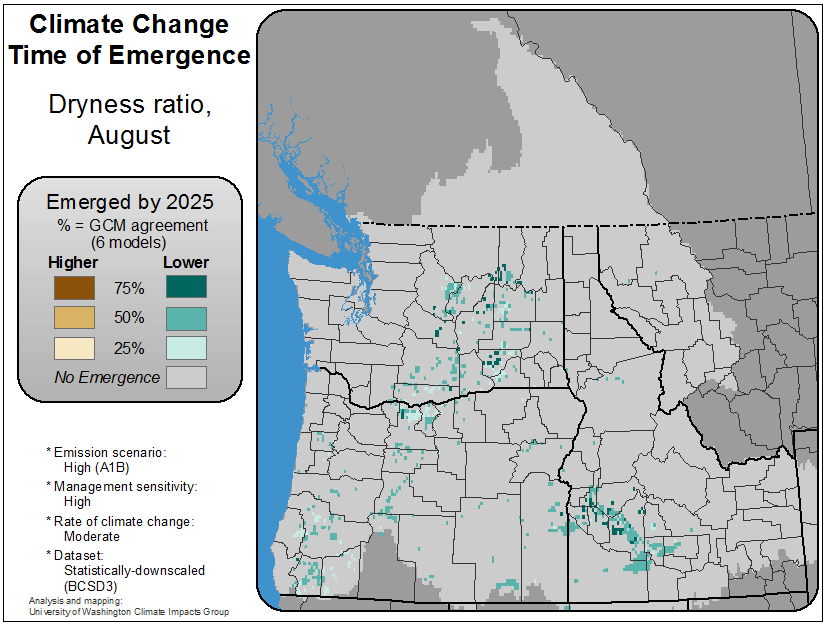 Climate Change
Time of Emergence
Dryness ratio,
August
Emerged by 2025
% = GCM agreement
(6 models)
Higher Lower
75%
50%
25%
No Emergence
* Emission scenario:
High (A1B)
* Management sensitivity:
High
* Rate of climate change:
Moderate
* Dataset:
Statistically-downscaled
(BCSD3)
Analysis and mapping:
University of Washington Climate Impacts Group